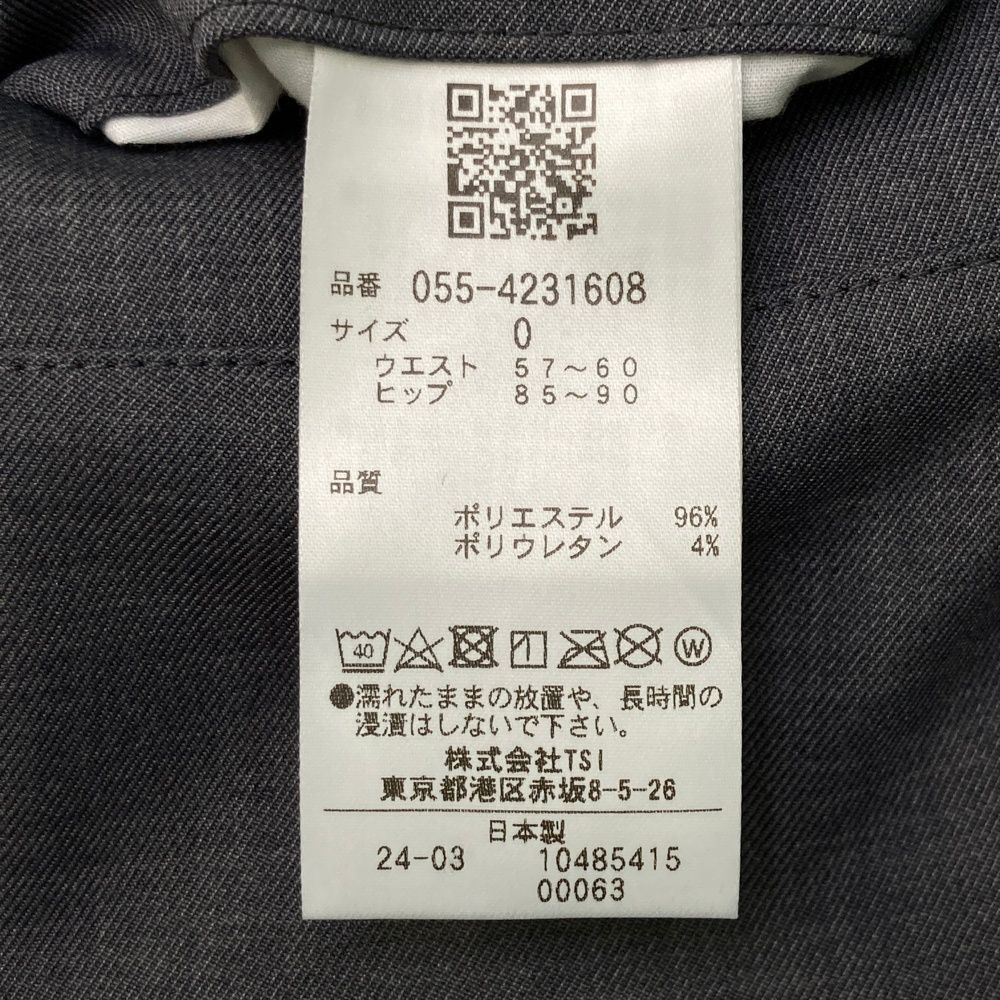 品番 055-4231608
サイズ 0
ウエスト 57～60
ヒップ 85～90
品質
ポリエステル 96%
ポリウレタン 4%
40 W
●濡れたままの放置や、長時間の
浸漬はしないで下さい。
株式会社TSI
東京都港区赤坂8-5-26
日本製
24-03 10485415
00063